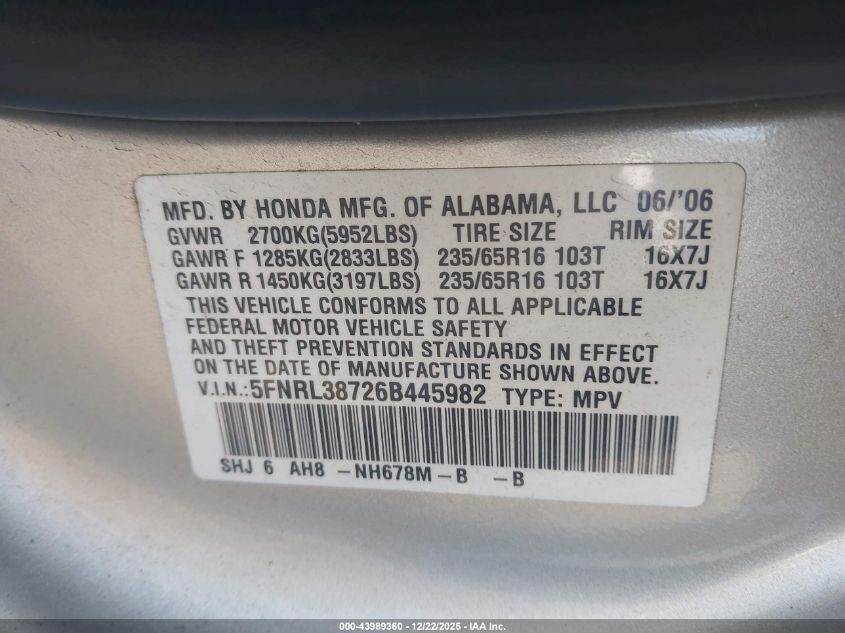 MFD. BY HONDA MFG. OF ALABAMA, LLC 06/'06
GVWR 2700KG(5952LBS) TIRE SIZE RIM SIZE
GAWR F 1285KG(2833LBS) 235/65R16 103T 16X7J
GAWR R 1450KG(3197LBS) 235/65R16 103T 16X7J
THIS VEHICLE CONFORMS TO ALL APPLICABLE
FEDERAL MOTOR VEHICLE SAFETY
AND THEFT PREVENTION STANDARDS IN EFFECT
ON THE DATE OF MANUFACTURE SHOWN ABOVE.
V.I.N.:5FNRL38726B445982 TYPE: MPV
SHJ 6 AH8 -NH678M-B -B
000-43989360 - 12/22/2025 - IAA Inc.